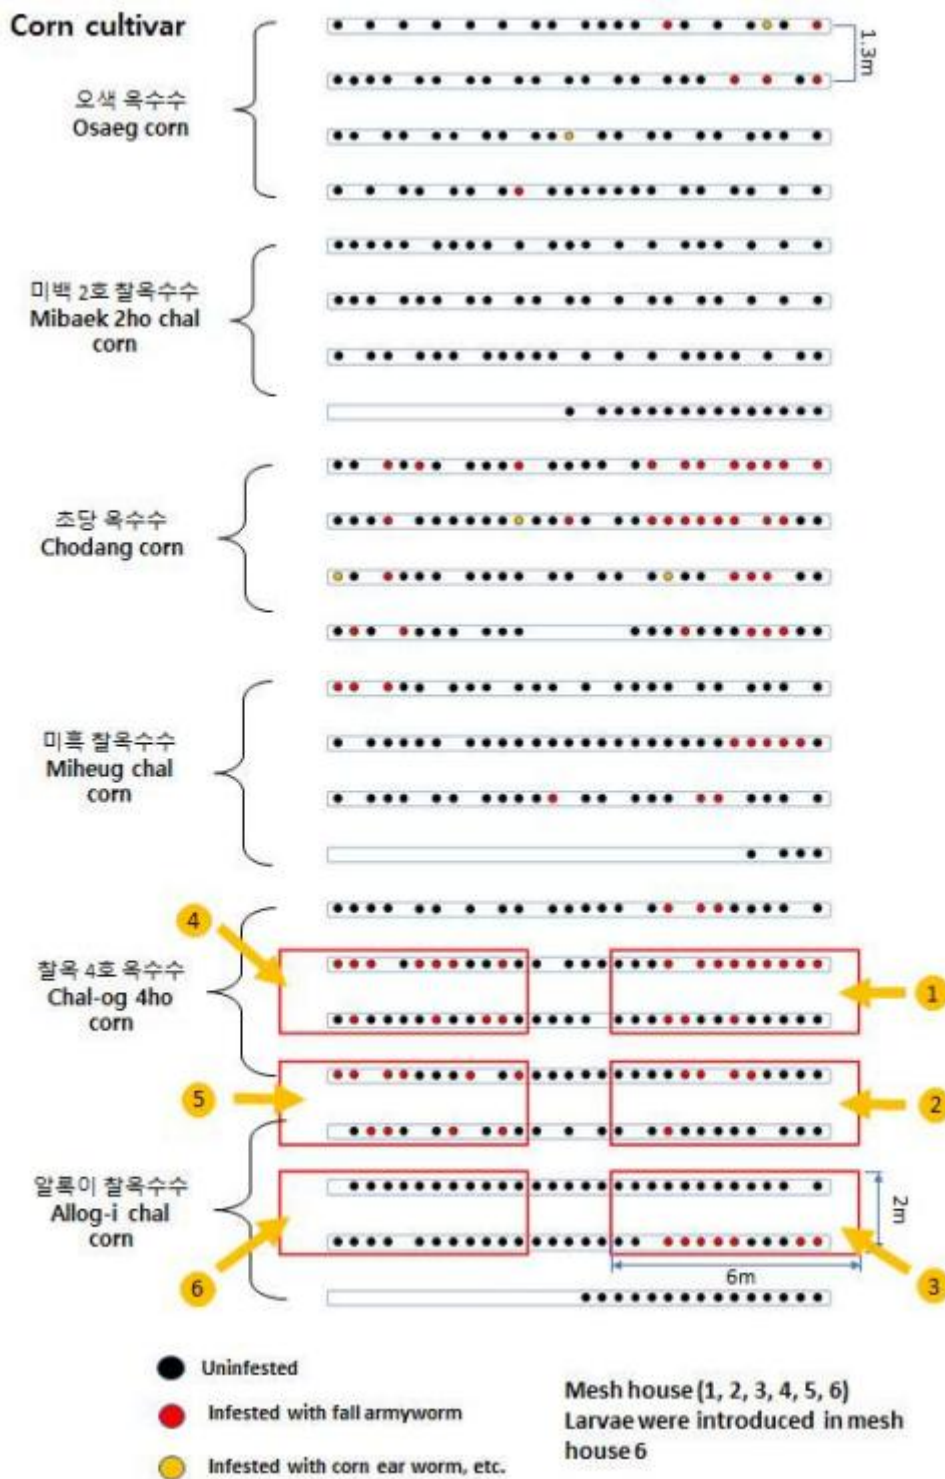 Corn cultivar
1.3m
오색 옥수수
Osaeg corn
미백 2호 찰옥수수
Mibaek 2ho chal
corn
초당 옥수수
Chodang corn
미흑 찰옥수수
Miheug chal
corn
4
찰옥 4호 옥수수
Chal-og 4ho
corn
1
5
2
알록이 찰옥수수
Allog-i chal
corn
2m
6m
6
3
Uninfested
Infested with fall armyworm
Infested with corn ear worm, etc.
Mesh house (1, 2, 3, 4, 5, 6)
Larvae were introduced in mesh
house 6